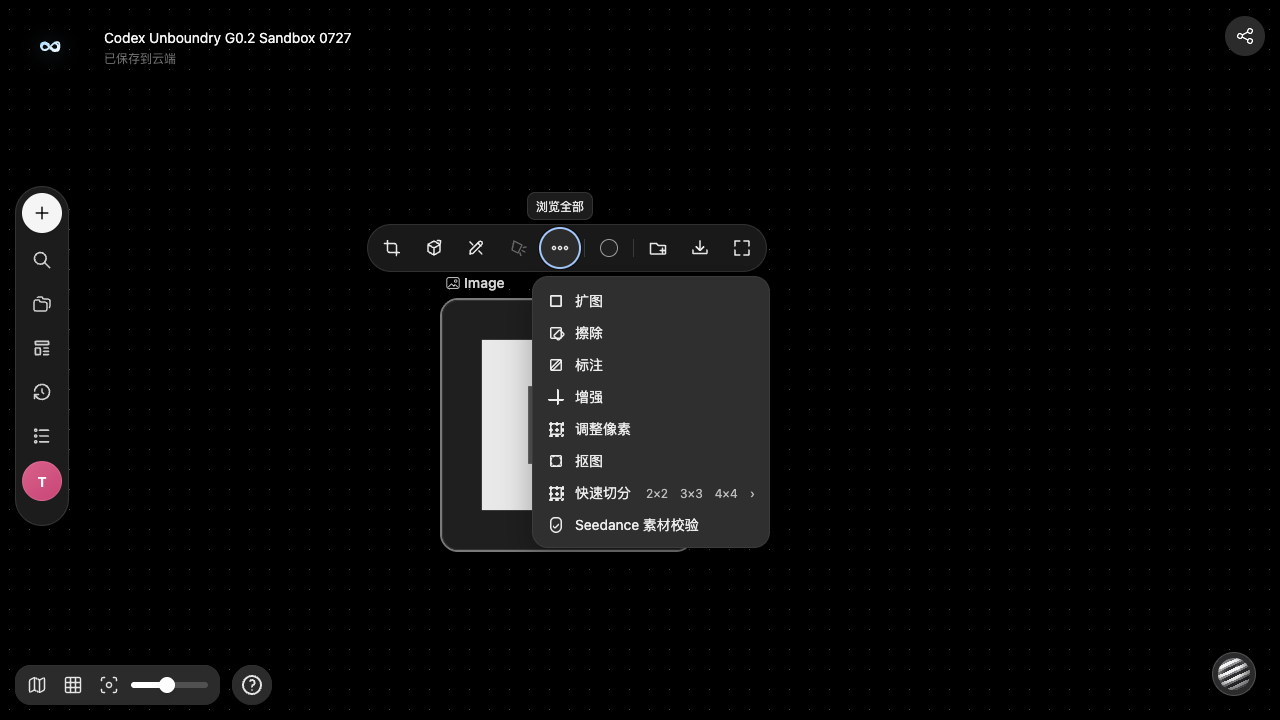 Codex Unboundry G0.2 Sandbox 0727
已保存到云端
浏览全部
Image
扩图
擦除
标注
增强
调整像素
抠图
快速切分 2×2 3×3 4×4 ›
Seedance 素材校验
T